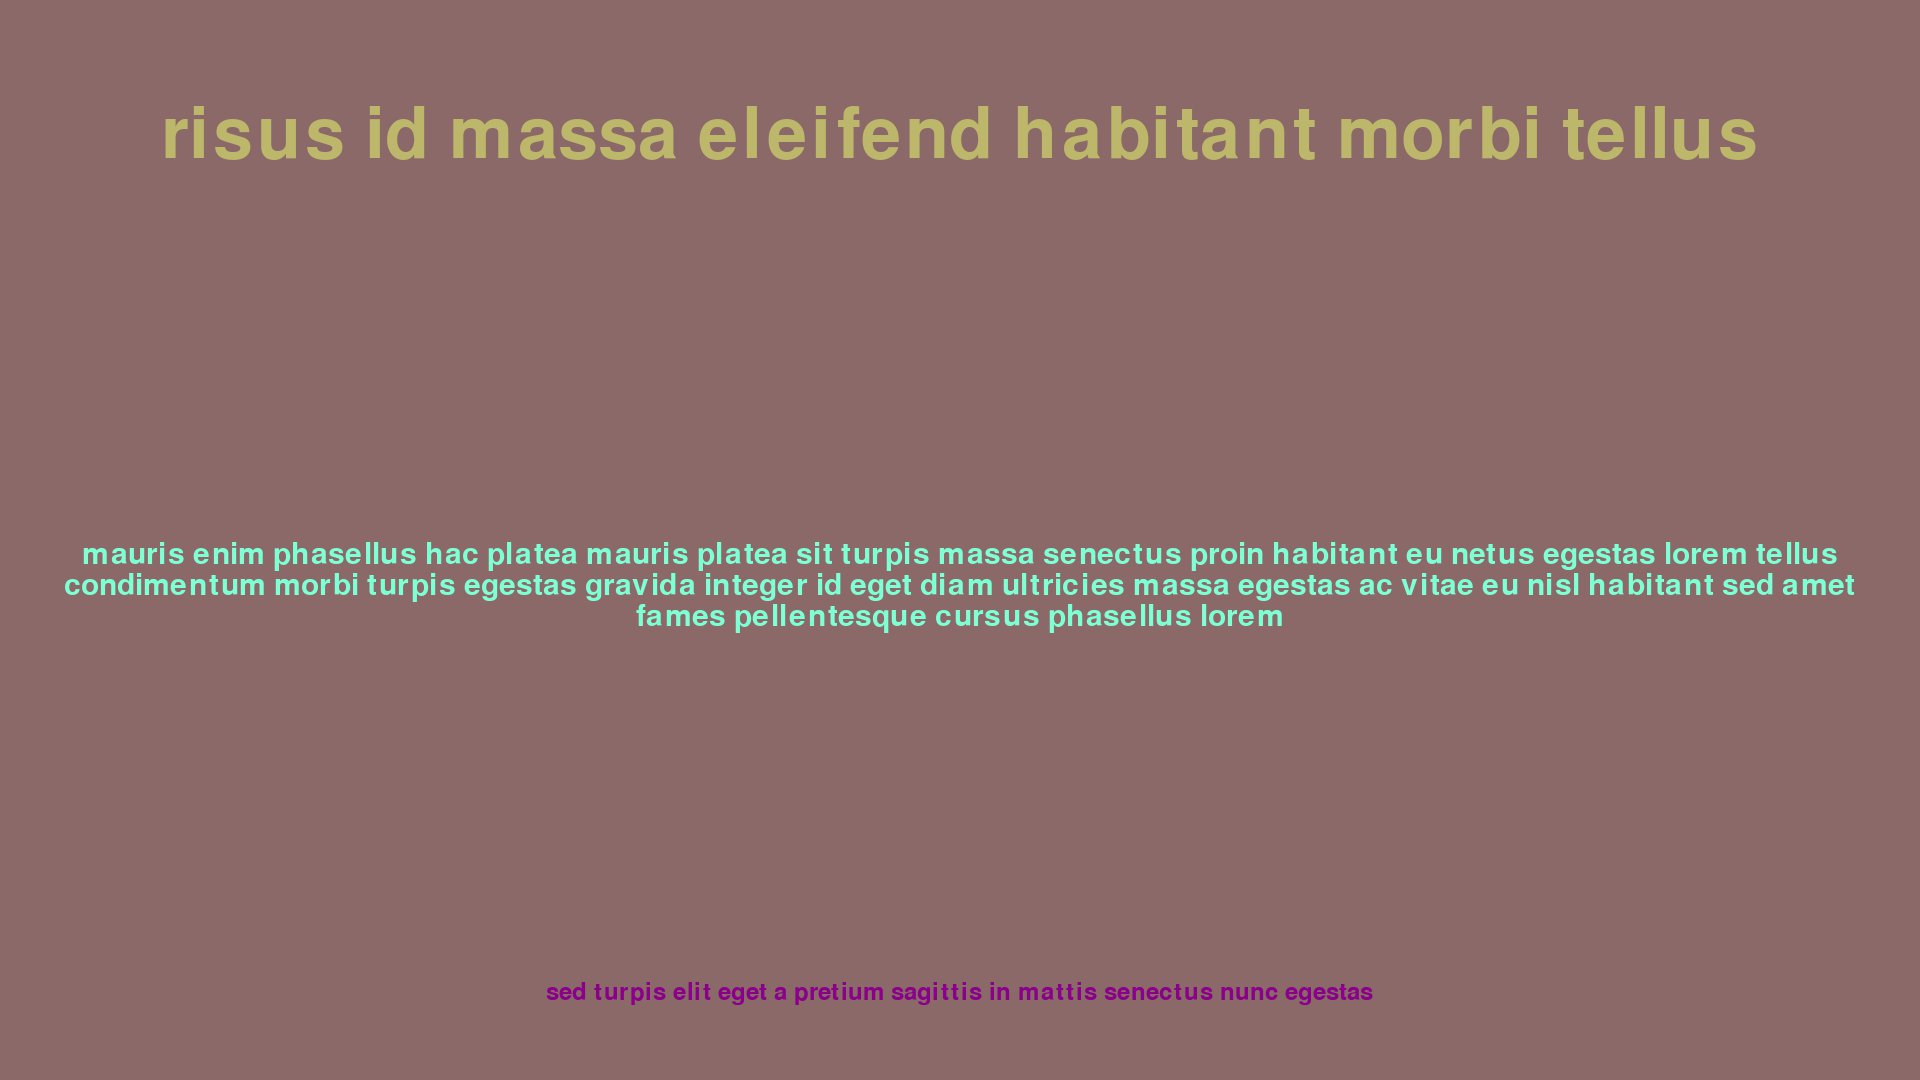 risus id massa eleifend habitant morbi tellus
mauris enim phasellus hac platea mauris platea sit turpis massa senectus proin habitant eu netus egestas lorem tellus
condimentum morbi turpis egestas gravida integer id eget diam ultricies massa egestas ac vitae eu nisl habitant sed amet
fames pellentesque cursus phasellus lorem
sed turpis elit eget a pretium sagittis in mattis senectus nunc egestas